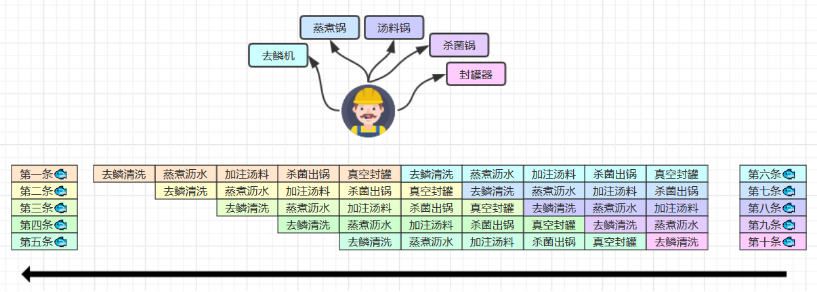 蒸煮锅 汤料锅
去鳞机 杀菌锅
封罐器
第一条 去鳞清洗 蒸煮沥水 加注汤料 杀菌出锅 真空封罐 去鳞清洗 蒸煮沥水 加注汤料 杀菌出锅 真空封罐 第六条
第二条 去鳞清洗 蒸煮沥水 加注汤料 杀菌出锅 真空封罐 去鳞清洗 蒸煮沥水 加注汤料 杀菌出锅 第七条
第三条 去鳞清洗 蒸煮沥水 加注汤料 杀菌出锅 真空封罐 去鳞清洗 蒸煮沥水 加注汤料 第八条
第四条 去鳞清洗 蒸煮沥水 加注汤料 杀菌出锅 真空封罐 去鳞清洗 蒸煮沥水 第九条
第五条 去鳞清洗 蒸煮沥水 加注汤料 杀菌出锅 真空封罐 去鳞清洗 第十条